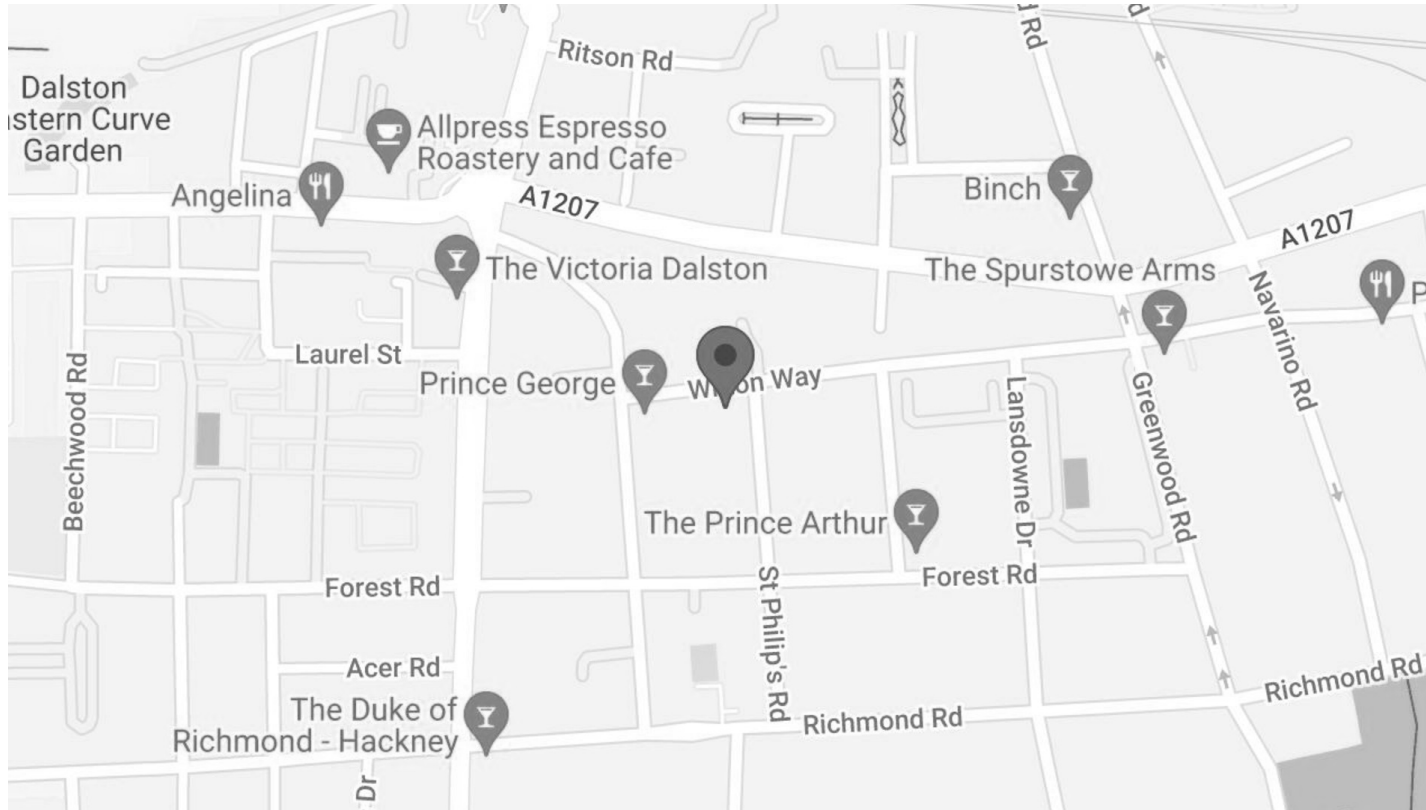 d Rd
d
Ritson Rd
Dalston
astern Curve
Garden
Allpress Espresso
Roastery and Cafe
Angelina
A1207
Binch
A1207
The Victoria Dalston
The Spurstowe Arms
Navarino Rd
P
Laurel St
Prince George
Way
Beechwood Rd
Lansdowne Dr
Greenwood Rd
The Prince Arthur
Forest Rd
Forest Rd
St Philip's Rd
Acer Rd
The Duke of
Richmond - Hackney
Richmond Rd
Richmond Rd
Dr